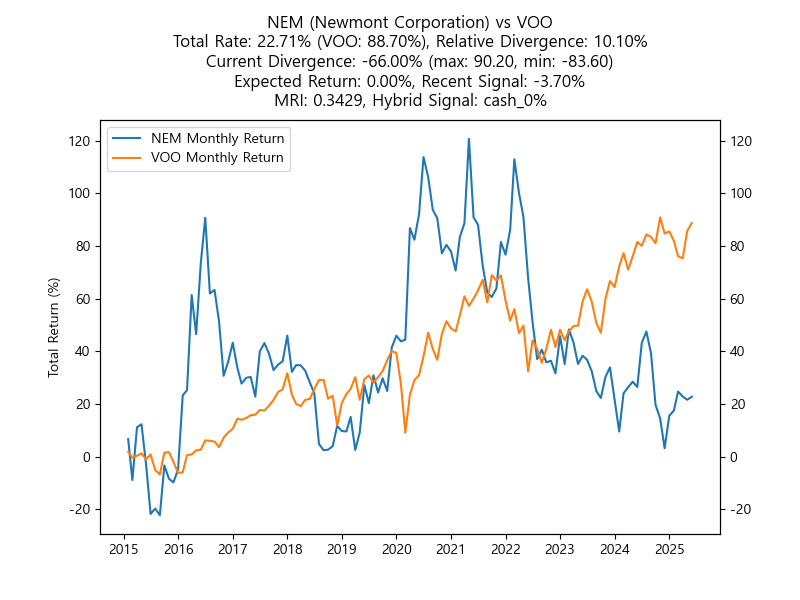 NEM (Newmont Corporation) vs VOO
Total Rate: 22.71% (VOO: 88.70%), Relative Divergence: 10.10%
Current Divergence: -66.00% (max: 90.20, min: -83.60)
Expected Return: 0.00%, Recent Signal: -3.70%
MRI: 0.3429, Hybrid Signal: cash_0%
NEM Monthly Return
VOO Monthly Return
Total Return (%)
120 120
100 100
80 80
60 60
40 40
20 20
0 0
-20 -20
2015 2016 2017 2018 2019 2020 2021 2022 2023 2024 2025